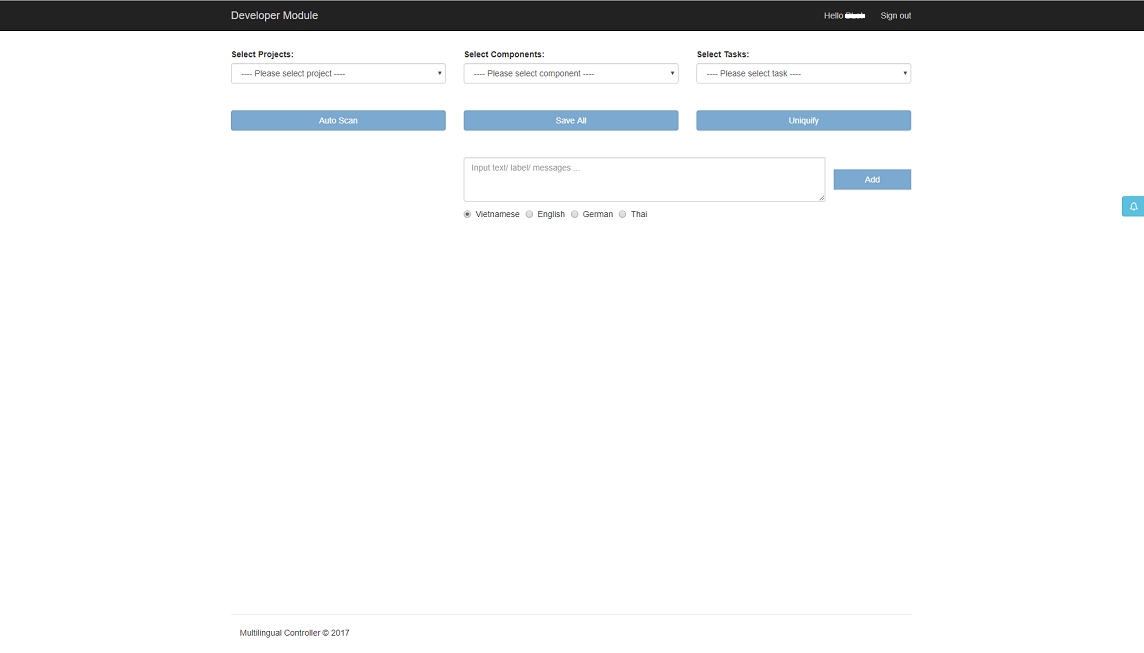 Developer Module
Hello
Sign out
Select Projects:
Select Components:
Select Tasks:
---- Please select project ----
---- Please select component ----
---- Please select task ----
Auto Scan
Save All
Uniquify
Input text/ label/ messages ...
Add
Vietnamese
English
German
Thai
Multilingual Controller © 2017